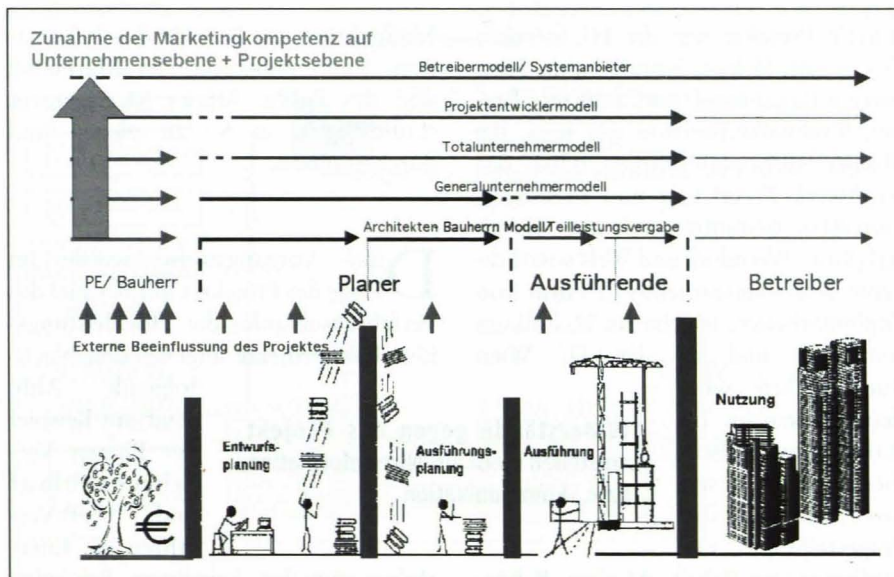 Zunahme der Marketingkompetenz auf
Unternehmensebene + Projektsebene
Betreibermodell/ Systemanbieter
Projektentwicklermodell
Totalunternehmermodell
Generalunternehmermodell
Architekten Bauherrn Modell/Teilleistungsvergabe
PE/ Bauherr
Planer
Ausführende
Betreiber
Externe Beeinflussung des Projektes
Entwurfs-
planung
Ausführungs-
planung
Ausführung
Nutzung
€